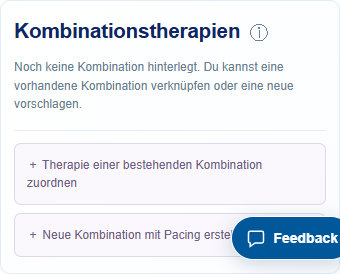 Kombinationstherapien ⓘ
Noch keine Kombination hinterlegt. Du kannst eine
vorhandene Kombination verknüpfen oder eine neue
vorschlagen.
+ Therapie einer bestehenden Kombination
zuordnen
+ Neue Kombination mit Pacing
Feedback